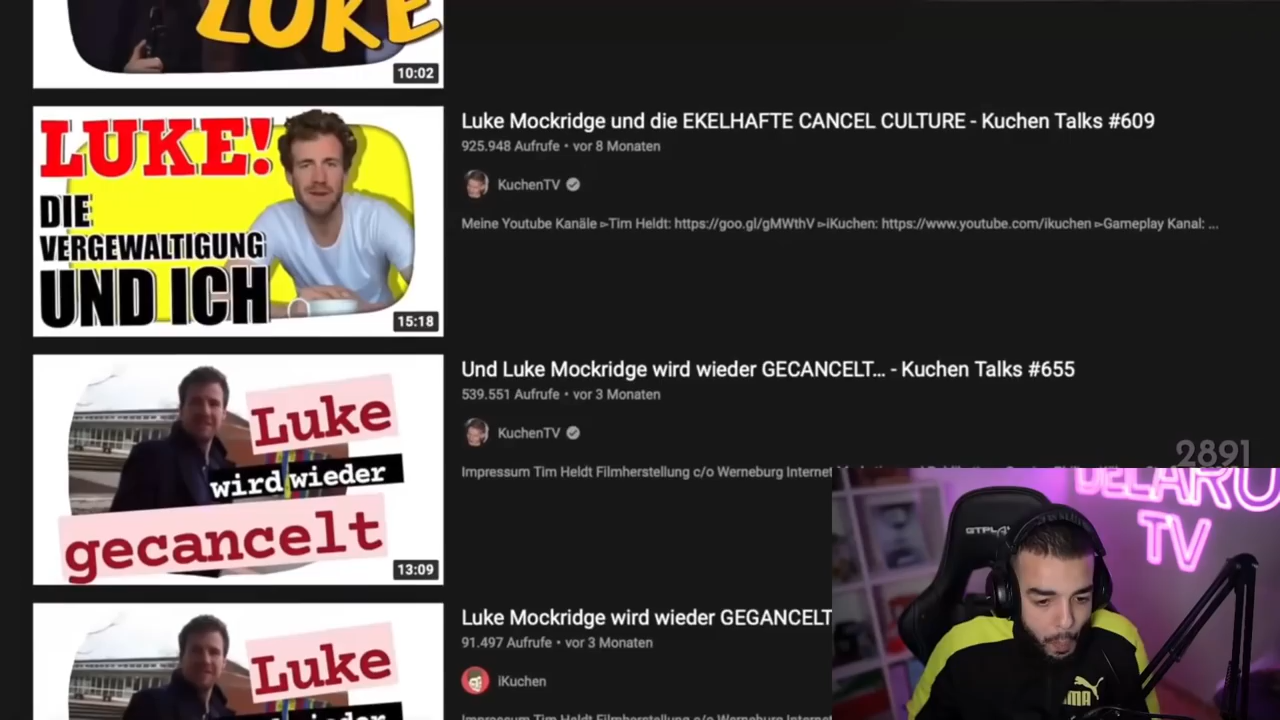 LUKE
10:02
LUKE!
DIE
VERGEWALTIGUNG
UND ICH
15:18
Luke Mockridge und die EKELHAFTE CANCEL CULTURE - Kuchen Talks #609
925.948 Aufrufe • vor 8 Monaten
KuchenTV
Meine Youtube Kanäle ▻Tim Heldt: https://goo.gl/gMWthV ▻iKuchen: https://www.youtube.com/ikuchen ▻Gameplay Kanal: ...
Luke
wird wieder
gecancelt
13:09
Und Luke Mockridge wird wieder GECANCELT... - Kuchen Talks #655
539.551 Aufrufe • vor 3 Monaten
KuchenTV
Impressum Tim Heldt Filmherstellung c/o Werneburg Internet
2891
DELARO
TV
GTPLAY
PUMA
Luke
wieder
Luke Mockridge wird wieder GEGANCELT
91.497 Aufrufe • vor 3 Monaten
iKuchen
Impressum Tim Heldt Filmherstellung c/o Werneburg Internet